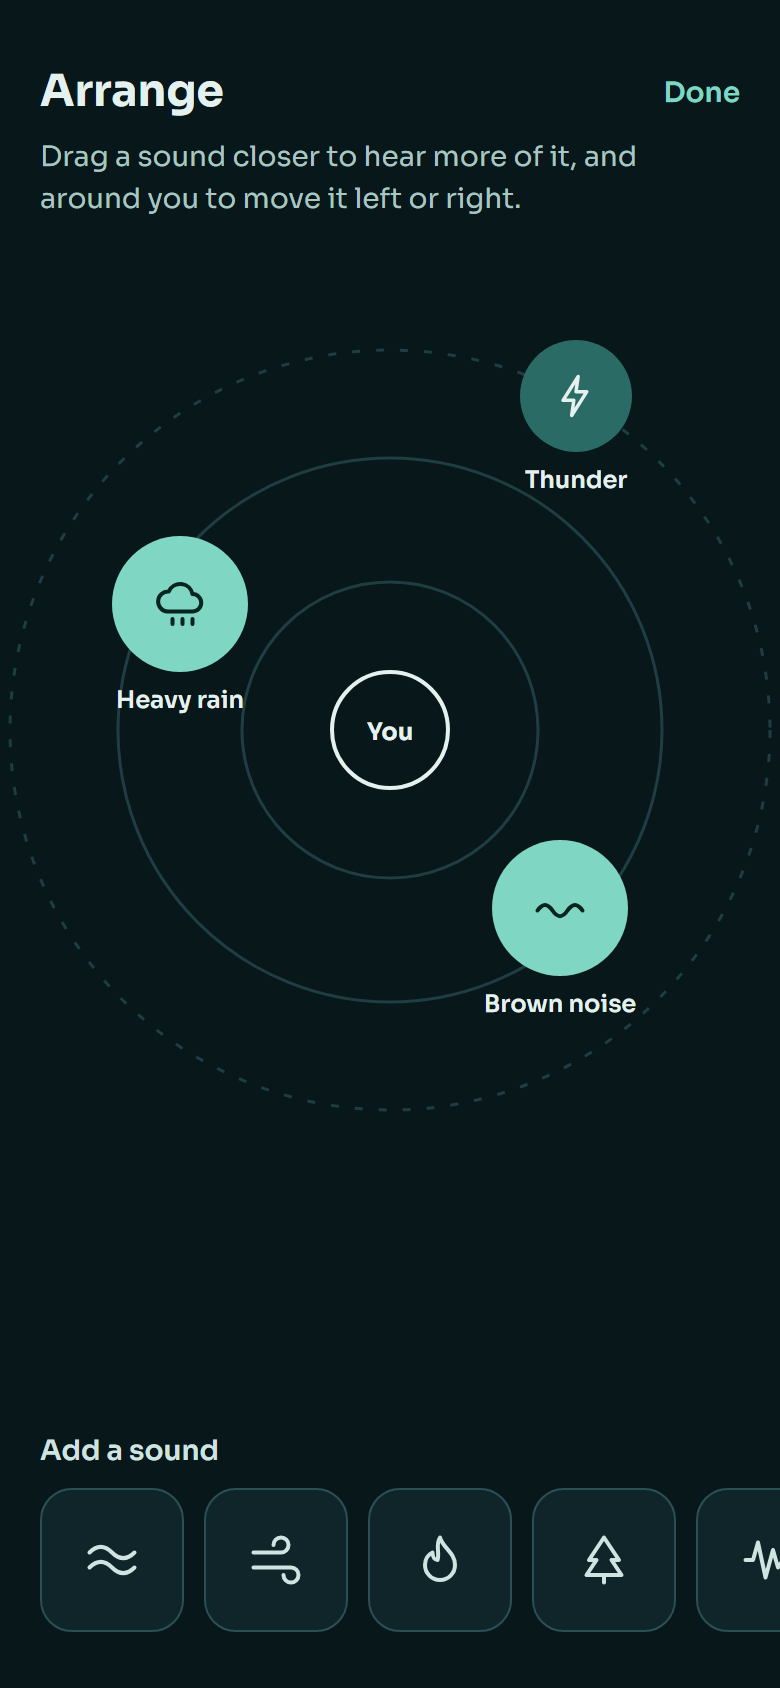 Arrange
Done
Drag a sound closer to hear more of it, and
around you to move it left or right.
Thunder
Heavy rain
You
Brown noise
Add a sound